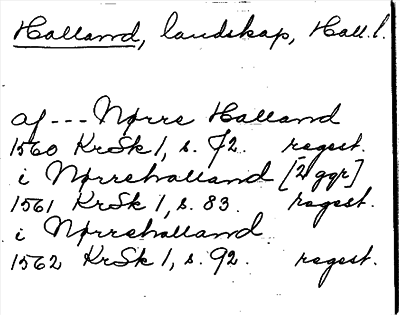 Halland, landskap, Hall. l.
af --- Nørre Halland
1560 KrSk 1, s. 72. regest.
i Nørrehalland [2 ggr]
1561 KrSk 1, s. 83. regest.
i Nørrehalland
1562 KrSk 1, s. 92. regest.